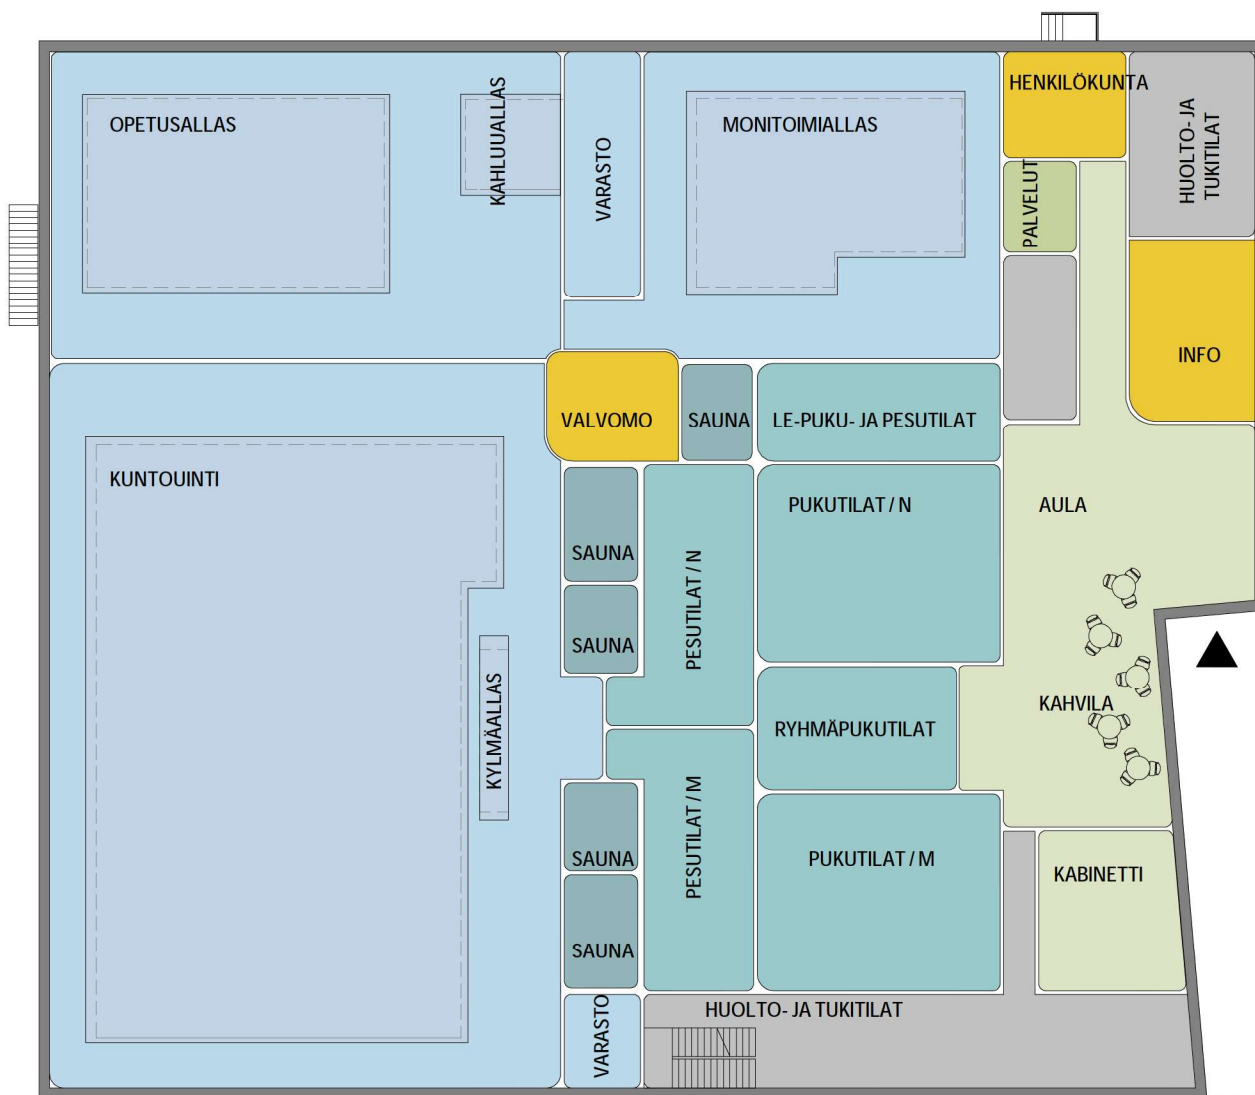 OPETUSALLAS
KAHLUUALLAS
VARASTO
MONITOIMIALLAS
HENKILÖKUNTA
HUOLTO- JA
TUKITILAT
PALVELUT
INFO
VALVOMO
SAUNA
LE-PUKU- JA PESUTILAT
KUNTOUINTI
SAUNA
PESUTILAT / N
PUKUTILAT / N
AULA
SAUNA
KYLMÄALLAS
RYHMÄPUKUTILAT
KAHVILA
SAUNA
PESUTILAT / M
PUKUTILAT / M
KABINETTI
SAUNA
VARASTO
HUOLTO- JA TUKITILAT